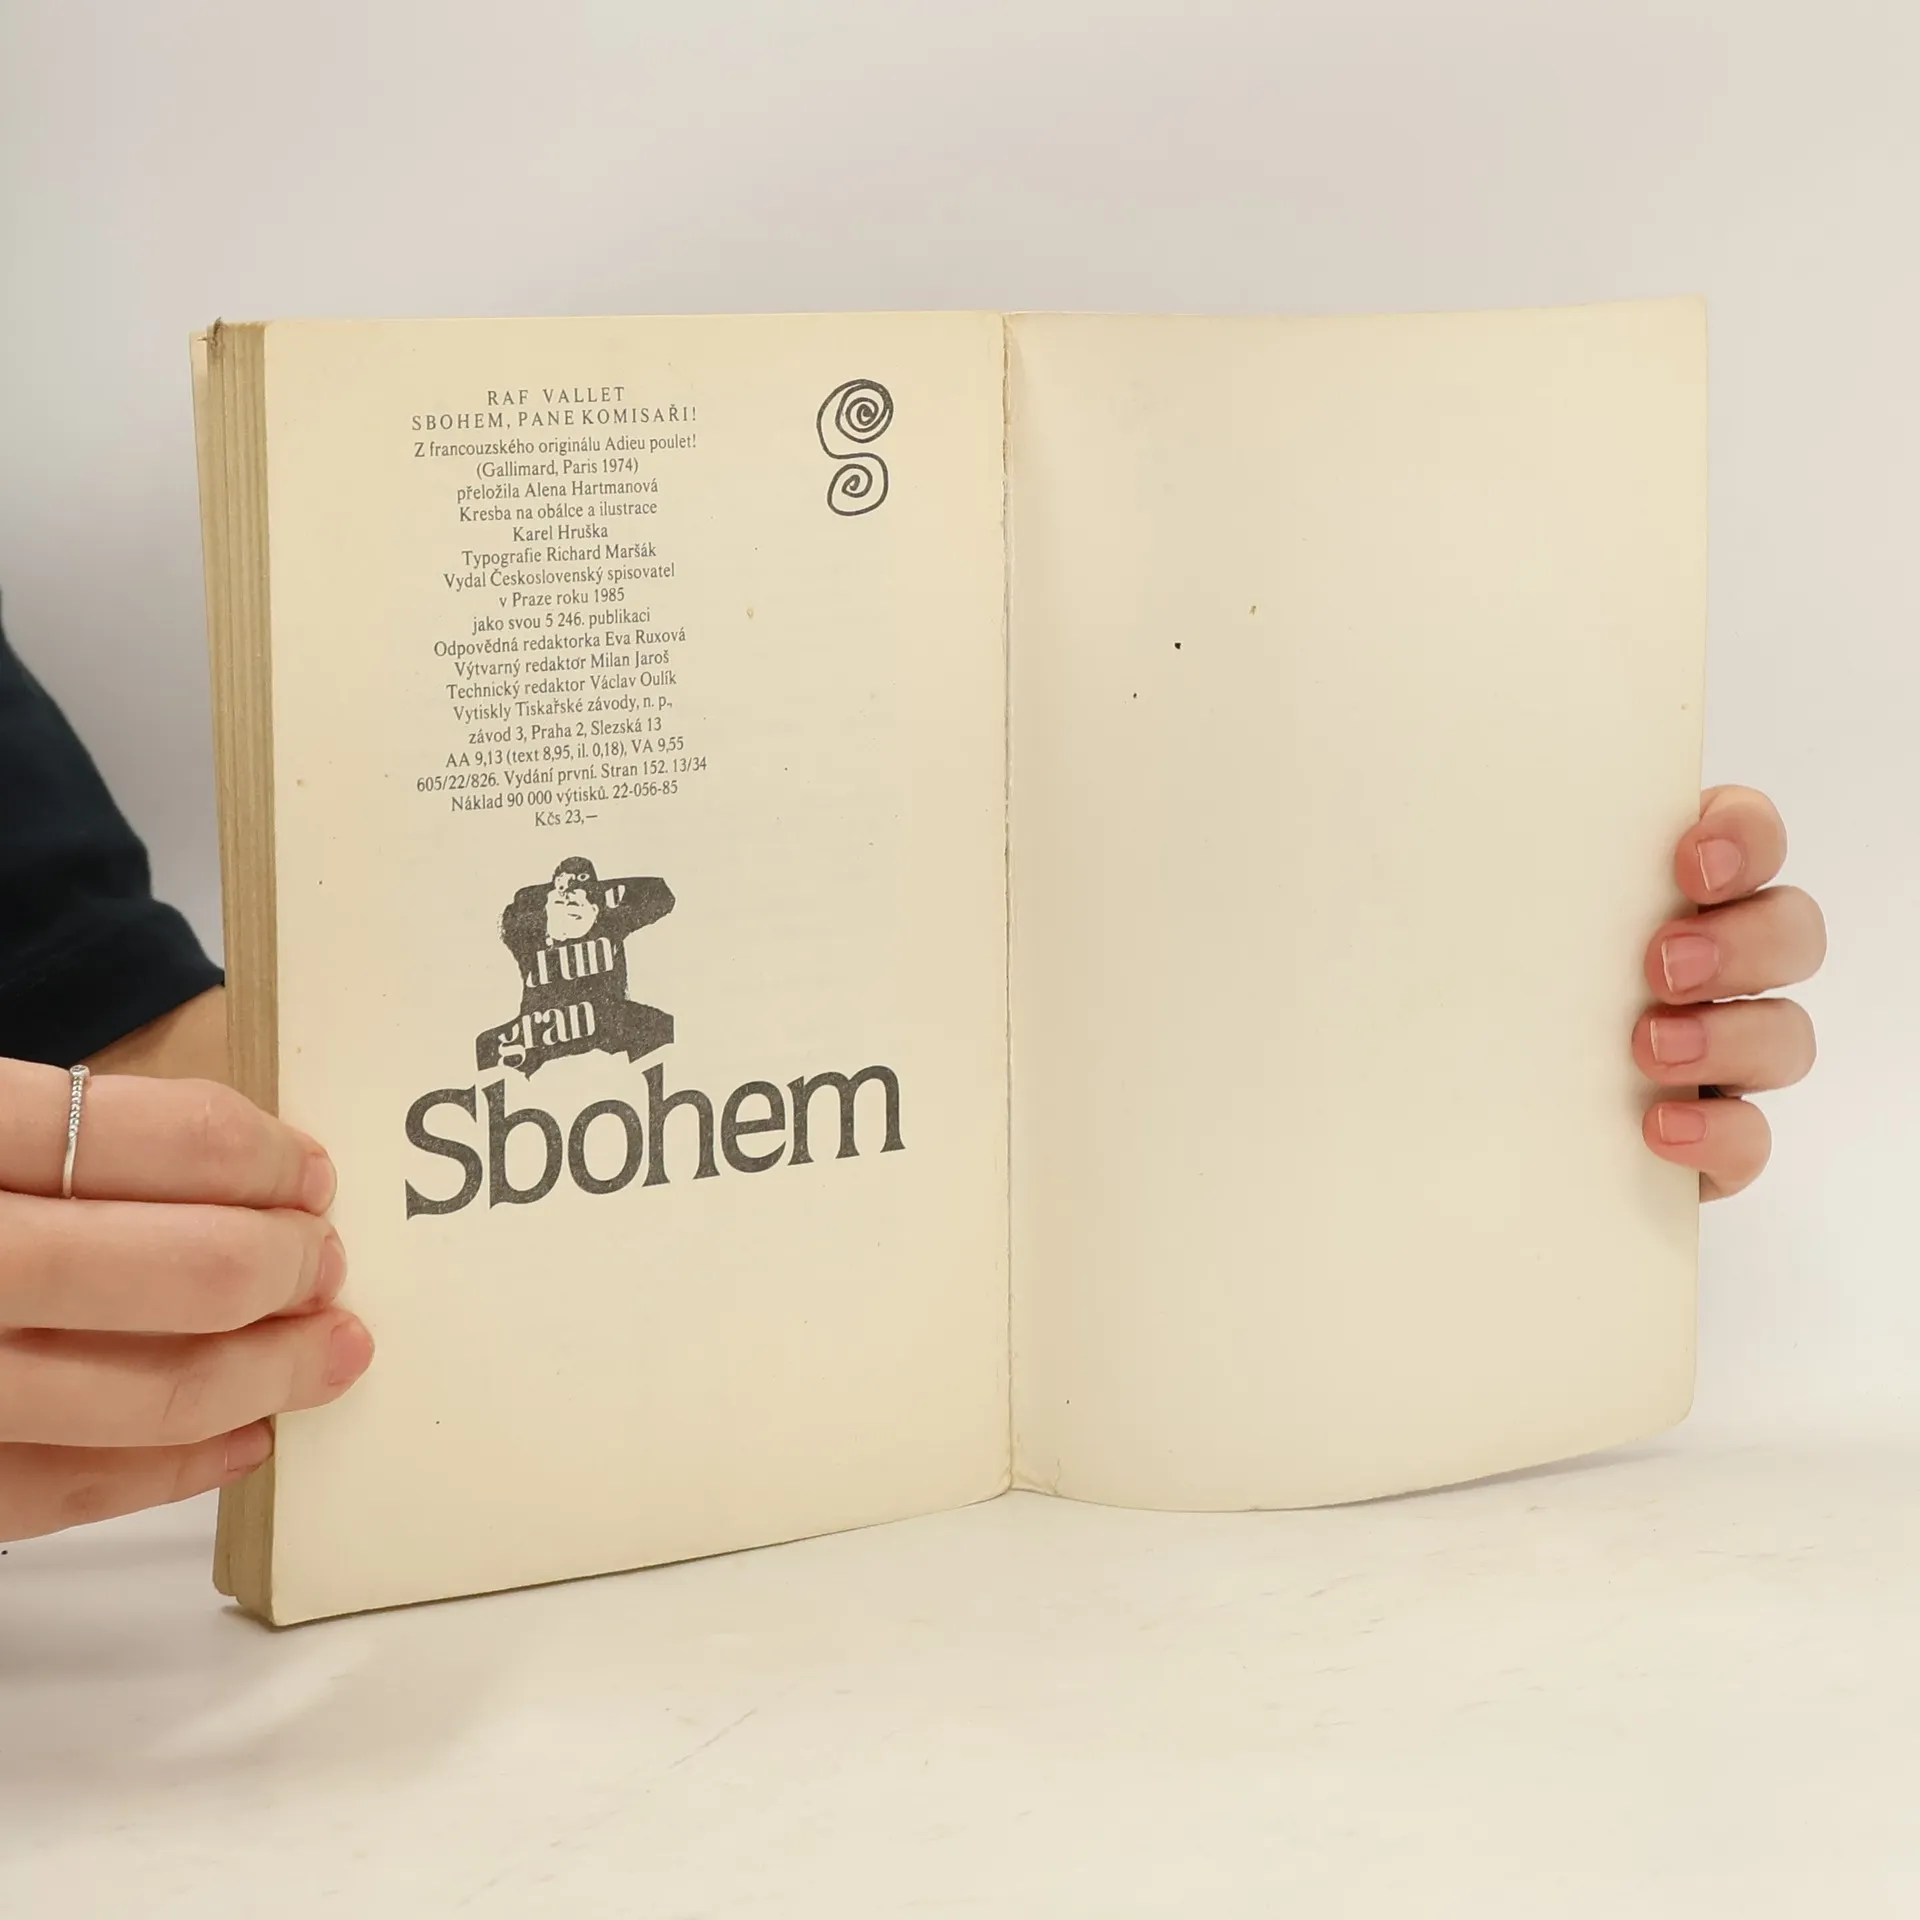 RAF VALLET
SBOHEM, PANE KOMISAŘI!
Z francouzského originálu Adieu poulet!
(Gallimard, Paris 1974)
přeložila Alena Hartmanová
Kresba na obálce a ilustrace
Karel Hruška
Typografie Richard Maršák
Vydal Československý spisovatel
v Praze roku 1985
jako svou 5 246. publikaci
Odpovědná redaktorka Eva Ruxová
Výtvarný redaktor Milan Jaroš
Technický redaktor Václav Oulík
Vytiskly Tiskařské závody, n. p.,
závod 3, Praha 2, Slezská 13
AA 9,13 (text 8,95, il. 0,18), VA 9,55
605/22/826. Vydání první. Stran 152. 13/34
Náklad 90 000 výtisků. 22-056-85
Kčs 23,—
gran
Sbohem